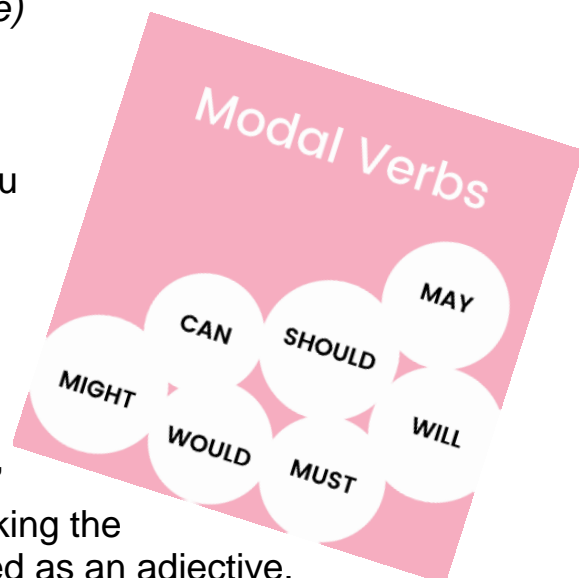 e)
u
Modal Verbs
MAY
CAN
SHOULD
MIGHT
WILL
WOULD
MUST
king the
ed as an adjective.